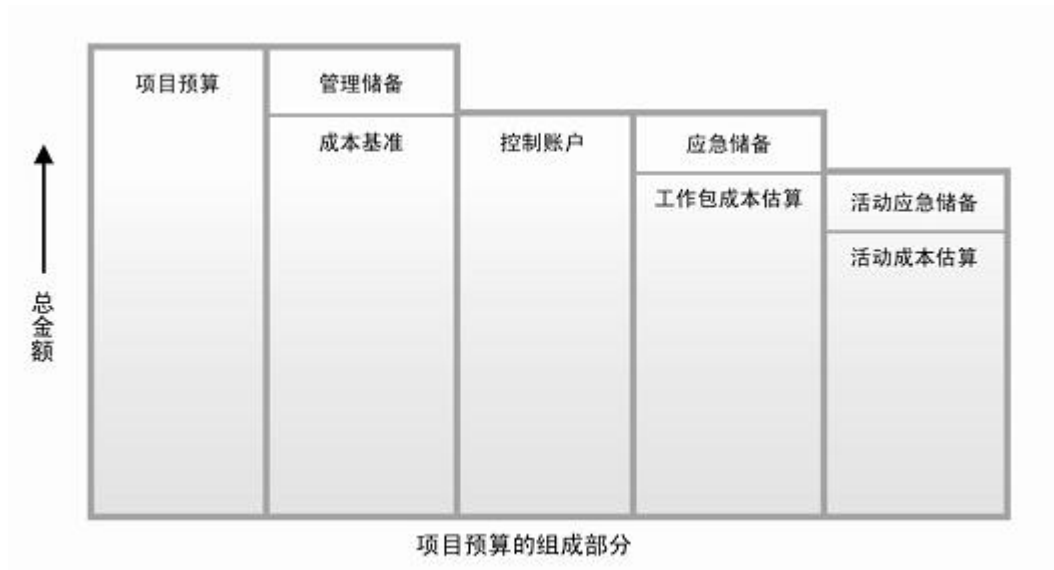 项目预算
管理储备
成本基准
控制账户
应急储备
工作包成本估算
活动应急储备
活动成本估算
总金额
项目预算的组成部分